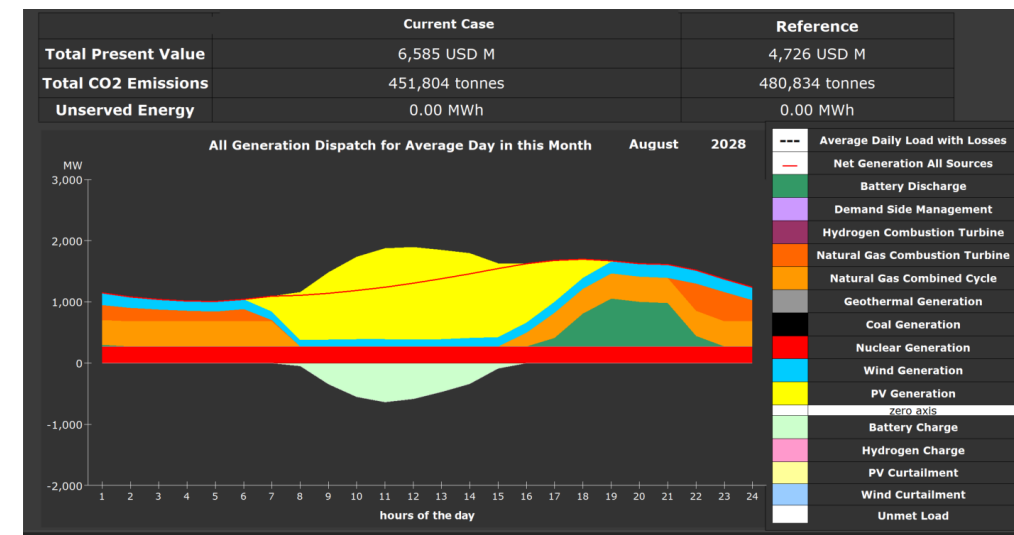 Current Case Reference
Total Present Value 6,585 USD M 4,726 USD M
Total CO2 Emissions 451,804 tonnes 480,834 tonnes
Unserved Energy 0.00 MWh 0.00 MWh
All Generation Dispatch for Average Day in this Month August 2028
MW
3,000
2,000
1,000
0
-1,000
-2,000
1 2 3 4 5 6 7 8 9 10 11 12 13 14 15 16 17 18 19 20 21 22 23 24
hours of the day
Average Daily Load with Losses
Net Generation All Sources
Battery Discharge
Demand Side Management
Hydrogen Combustion Turbine
Natural Gas Combustion Turbine
Natural Gas Combined Cycle
Geothermal Generation
Coal Generation
Nuclear Generation
Wind Generation
PV Generation
zero axis
Battery Charge
Hydrogen Charge
PV Curtailment
Wind Curtailment
Unmet Load